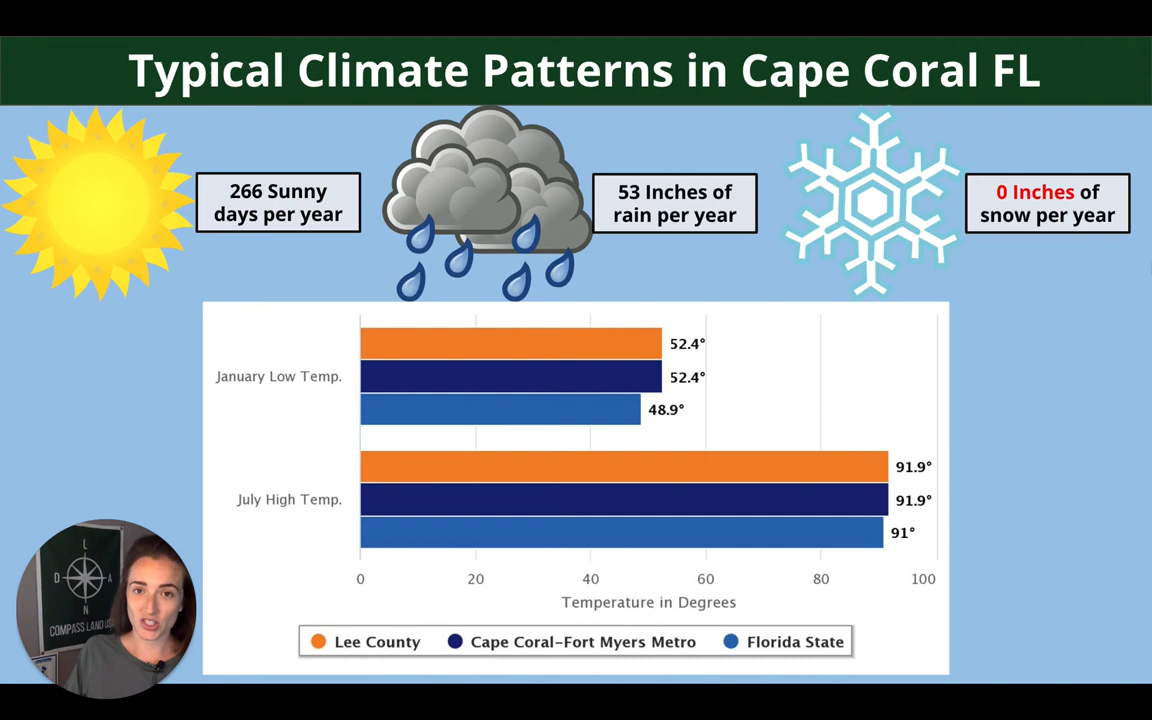 Typical Climate Patterns in Cape Coral FL
266 Sunny
days per year
53 Inches of
rain per year
0 Inches of
snow per year
52.4°
January Low Temp.
52.4°
48.9°
91.9°
July High Temp.
91.9°
91°
0 20 40 60 80 100
Temperature in Degrees
Lee County Cape Coral–Fort Myers Metro Florida State
L
D A
N
COMPASS LAND